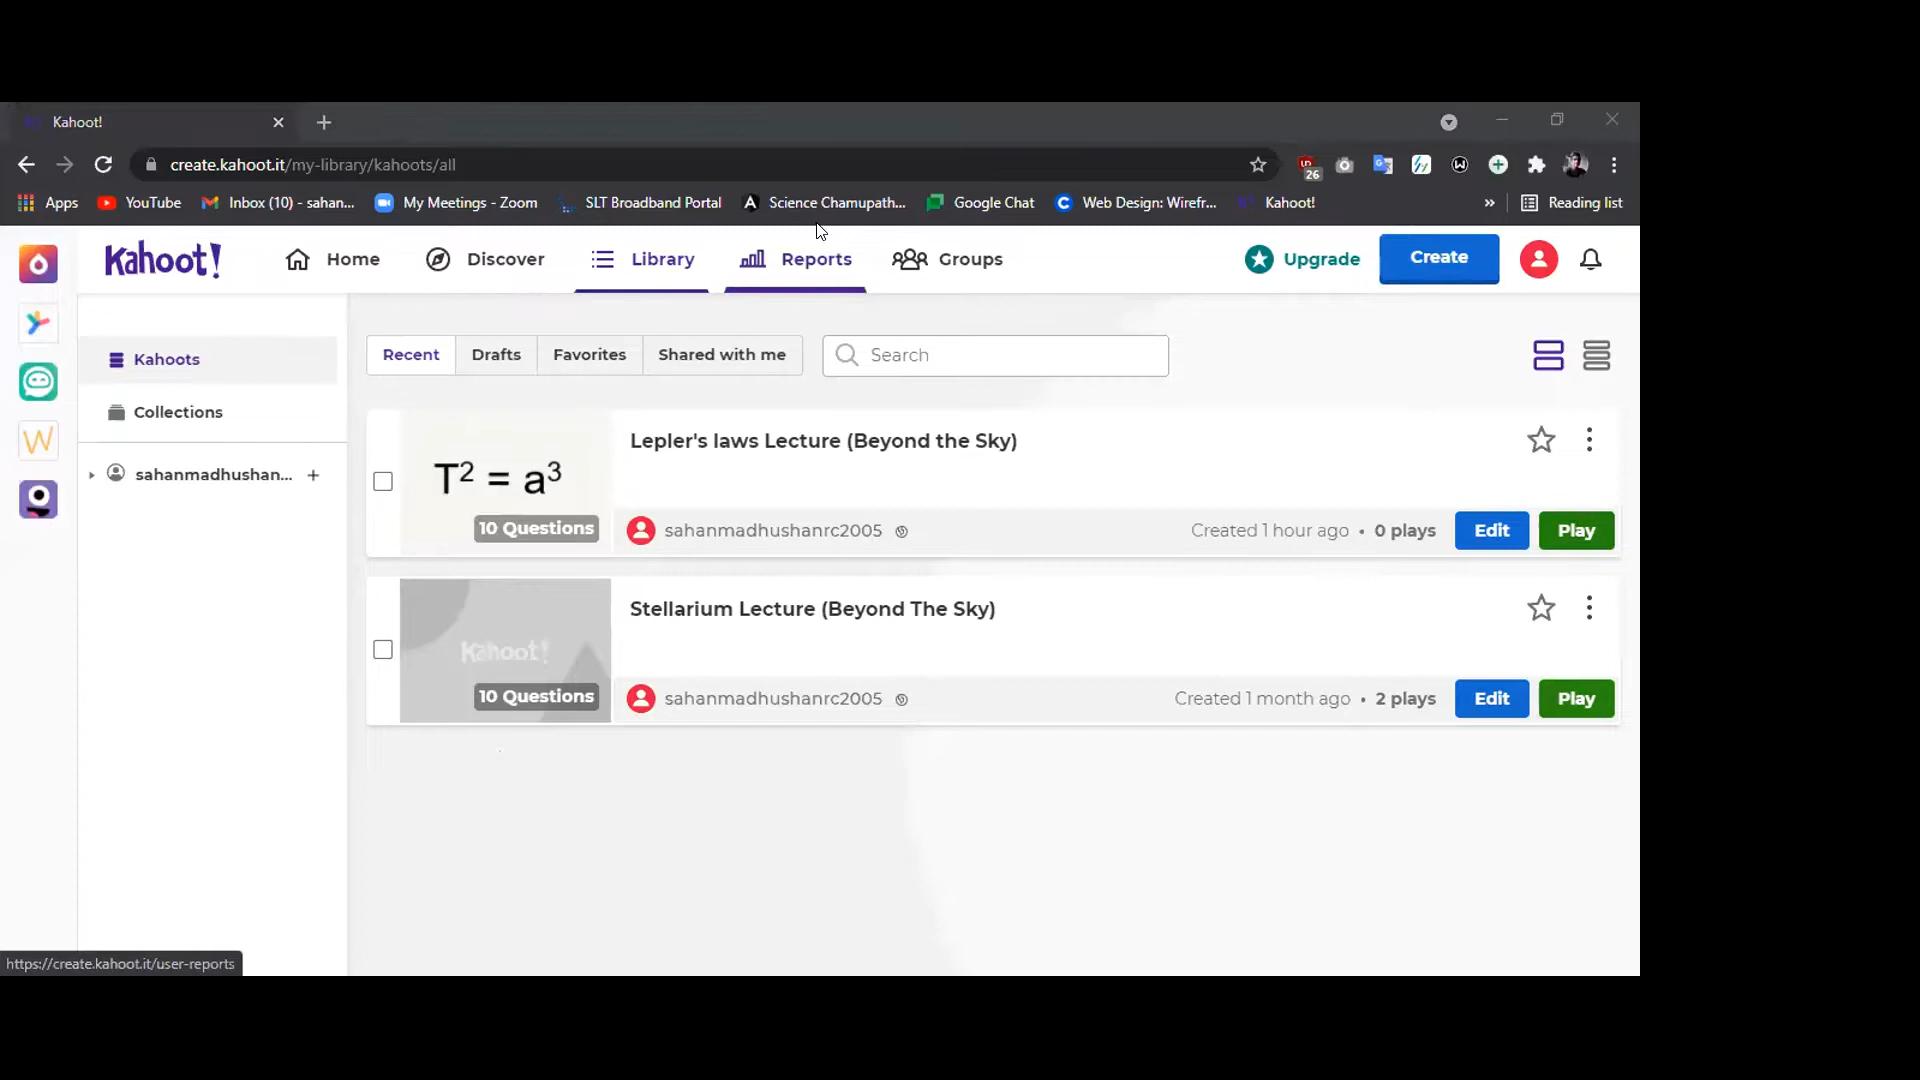 Kahoot!
create.kahoot.it/my-library/kahoots/all
26
Apps YouTube Inbox (10) - sahan... My Meetings - Zoom SLT Broadband Portal Science Chamupath... Google Chat Web Design: Wirefr... Kahoot! » Reading list
Kahoot! Home Discover Library Reports Groups Upgrade Create
Kahoots
Collections
sahanmadhushan... +
Recent Drafts Favorites Shared with me Search
Lepler's laws Lecture (Beyond the Sky)
T² = a³
10 Questions
sahanmadhushanrc2005 Created 1 hour ago • 0 plays Edit Play
Stellarium Lecture (Beyond The Sky)
Kahoot!
10 Questions
sahanmadhushanrc2005 Created 1 month ago • 2 plays Edit Play
https://create.kahoot.it/user-reports